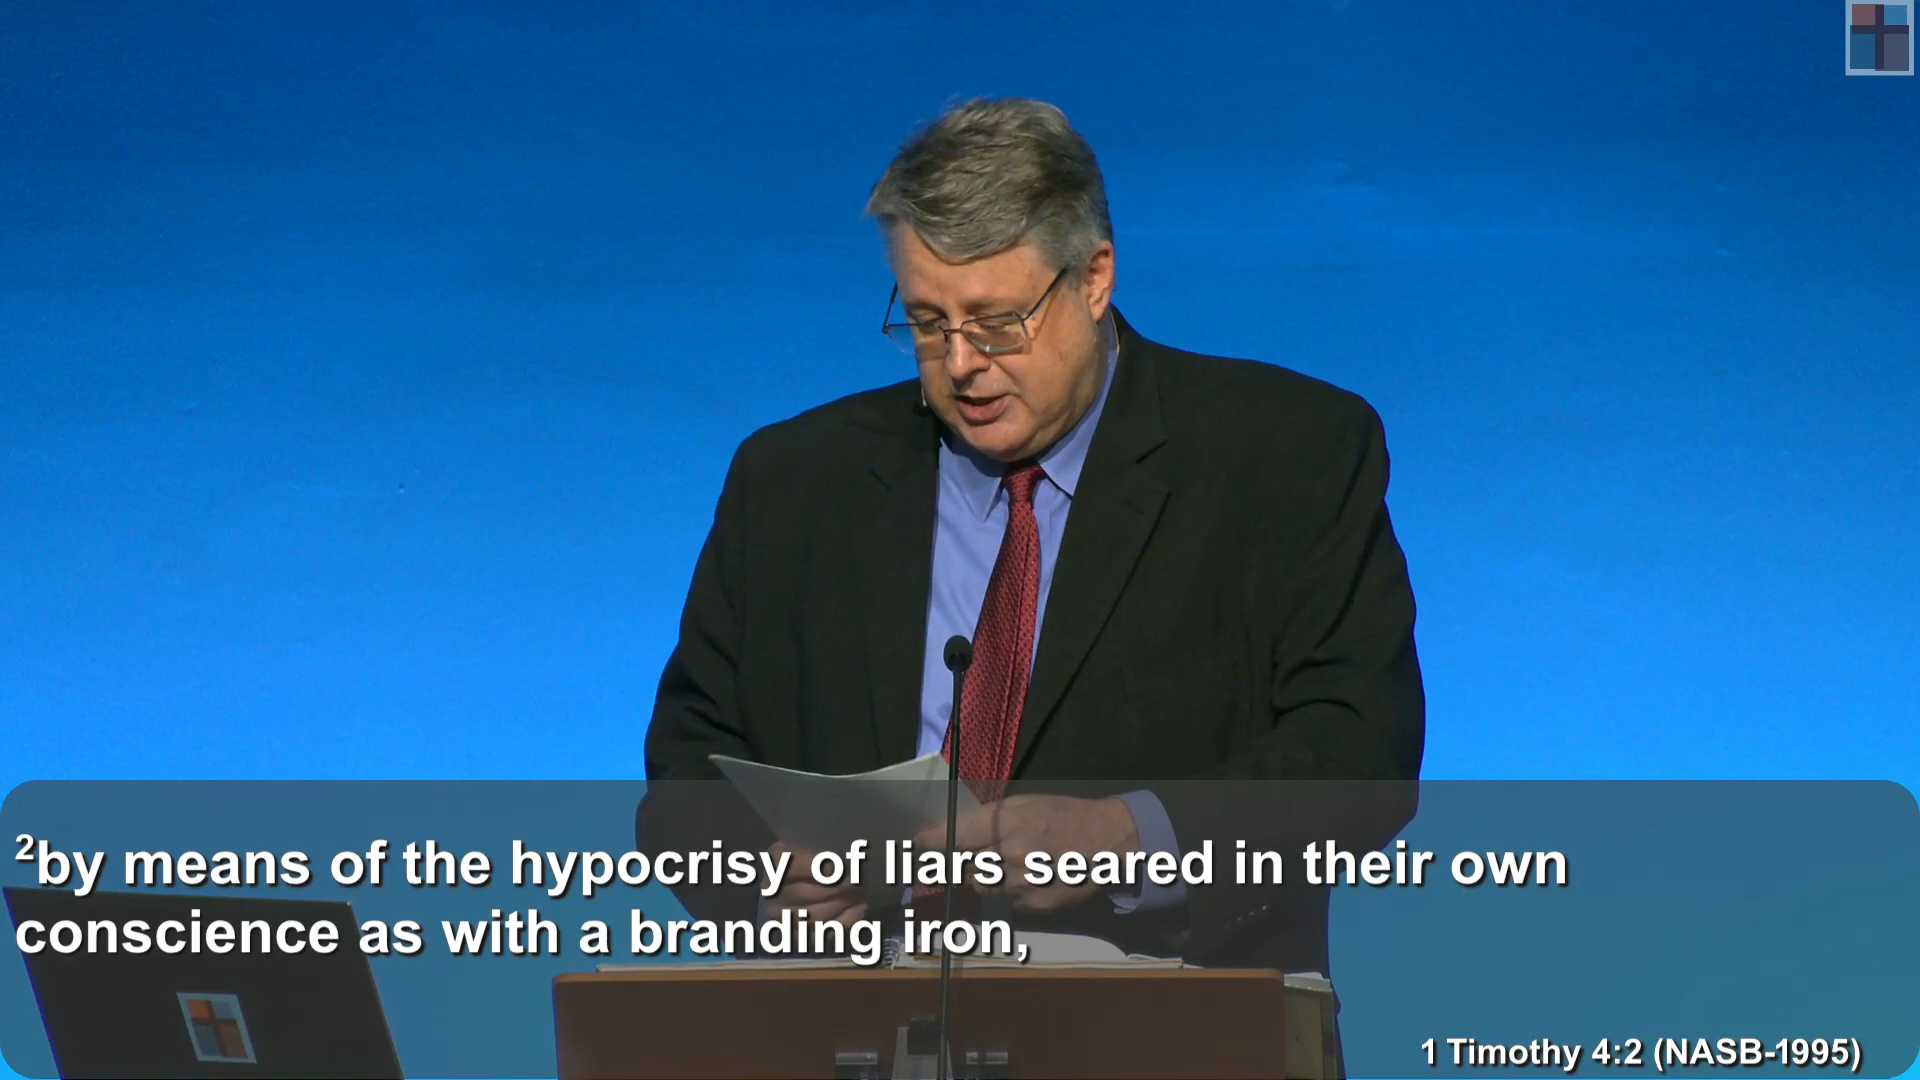 ²by means of the hypocrisy of liars seared in their own
conscience as with a branding iron,
1 Timothy 4:2 (NASB-1995)